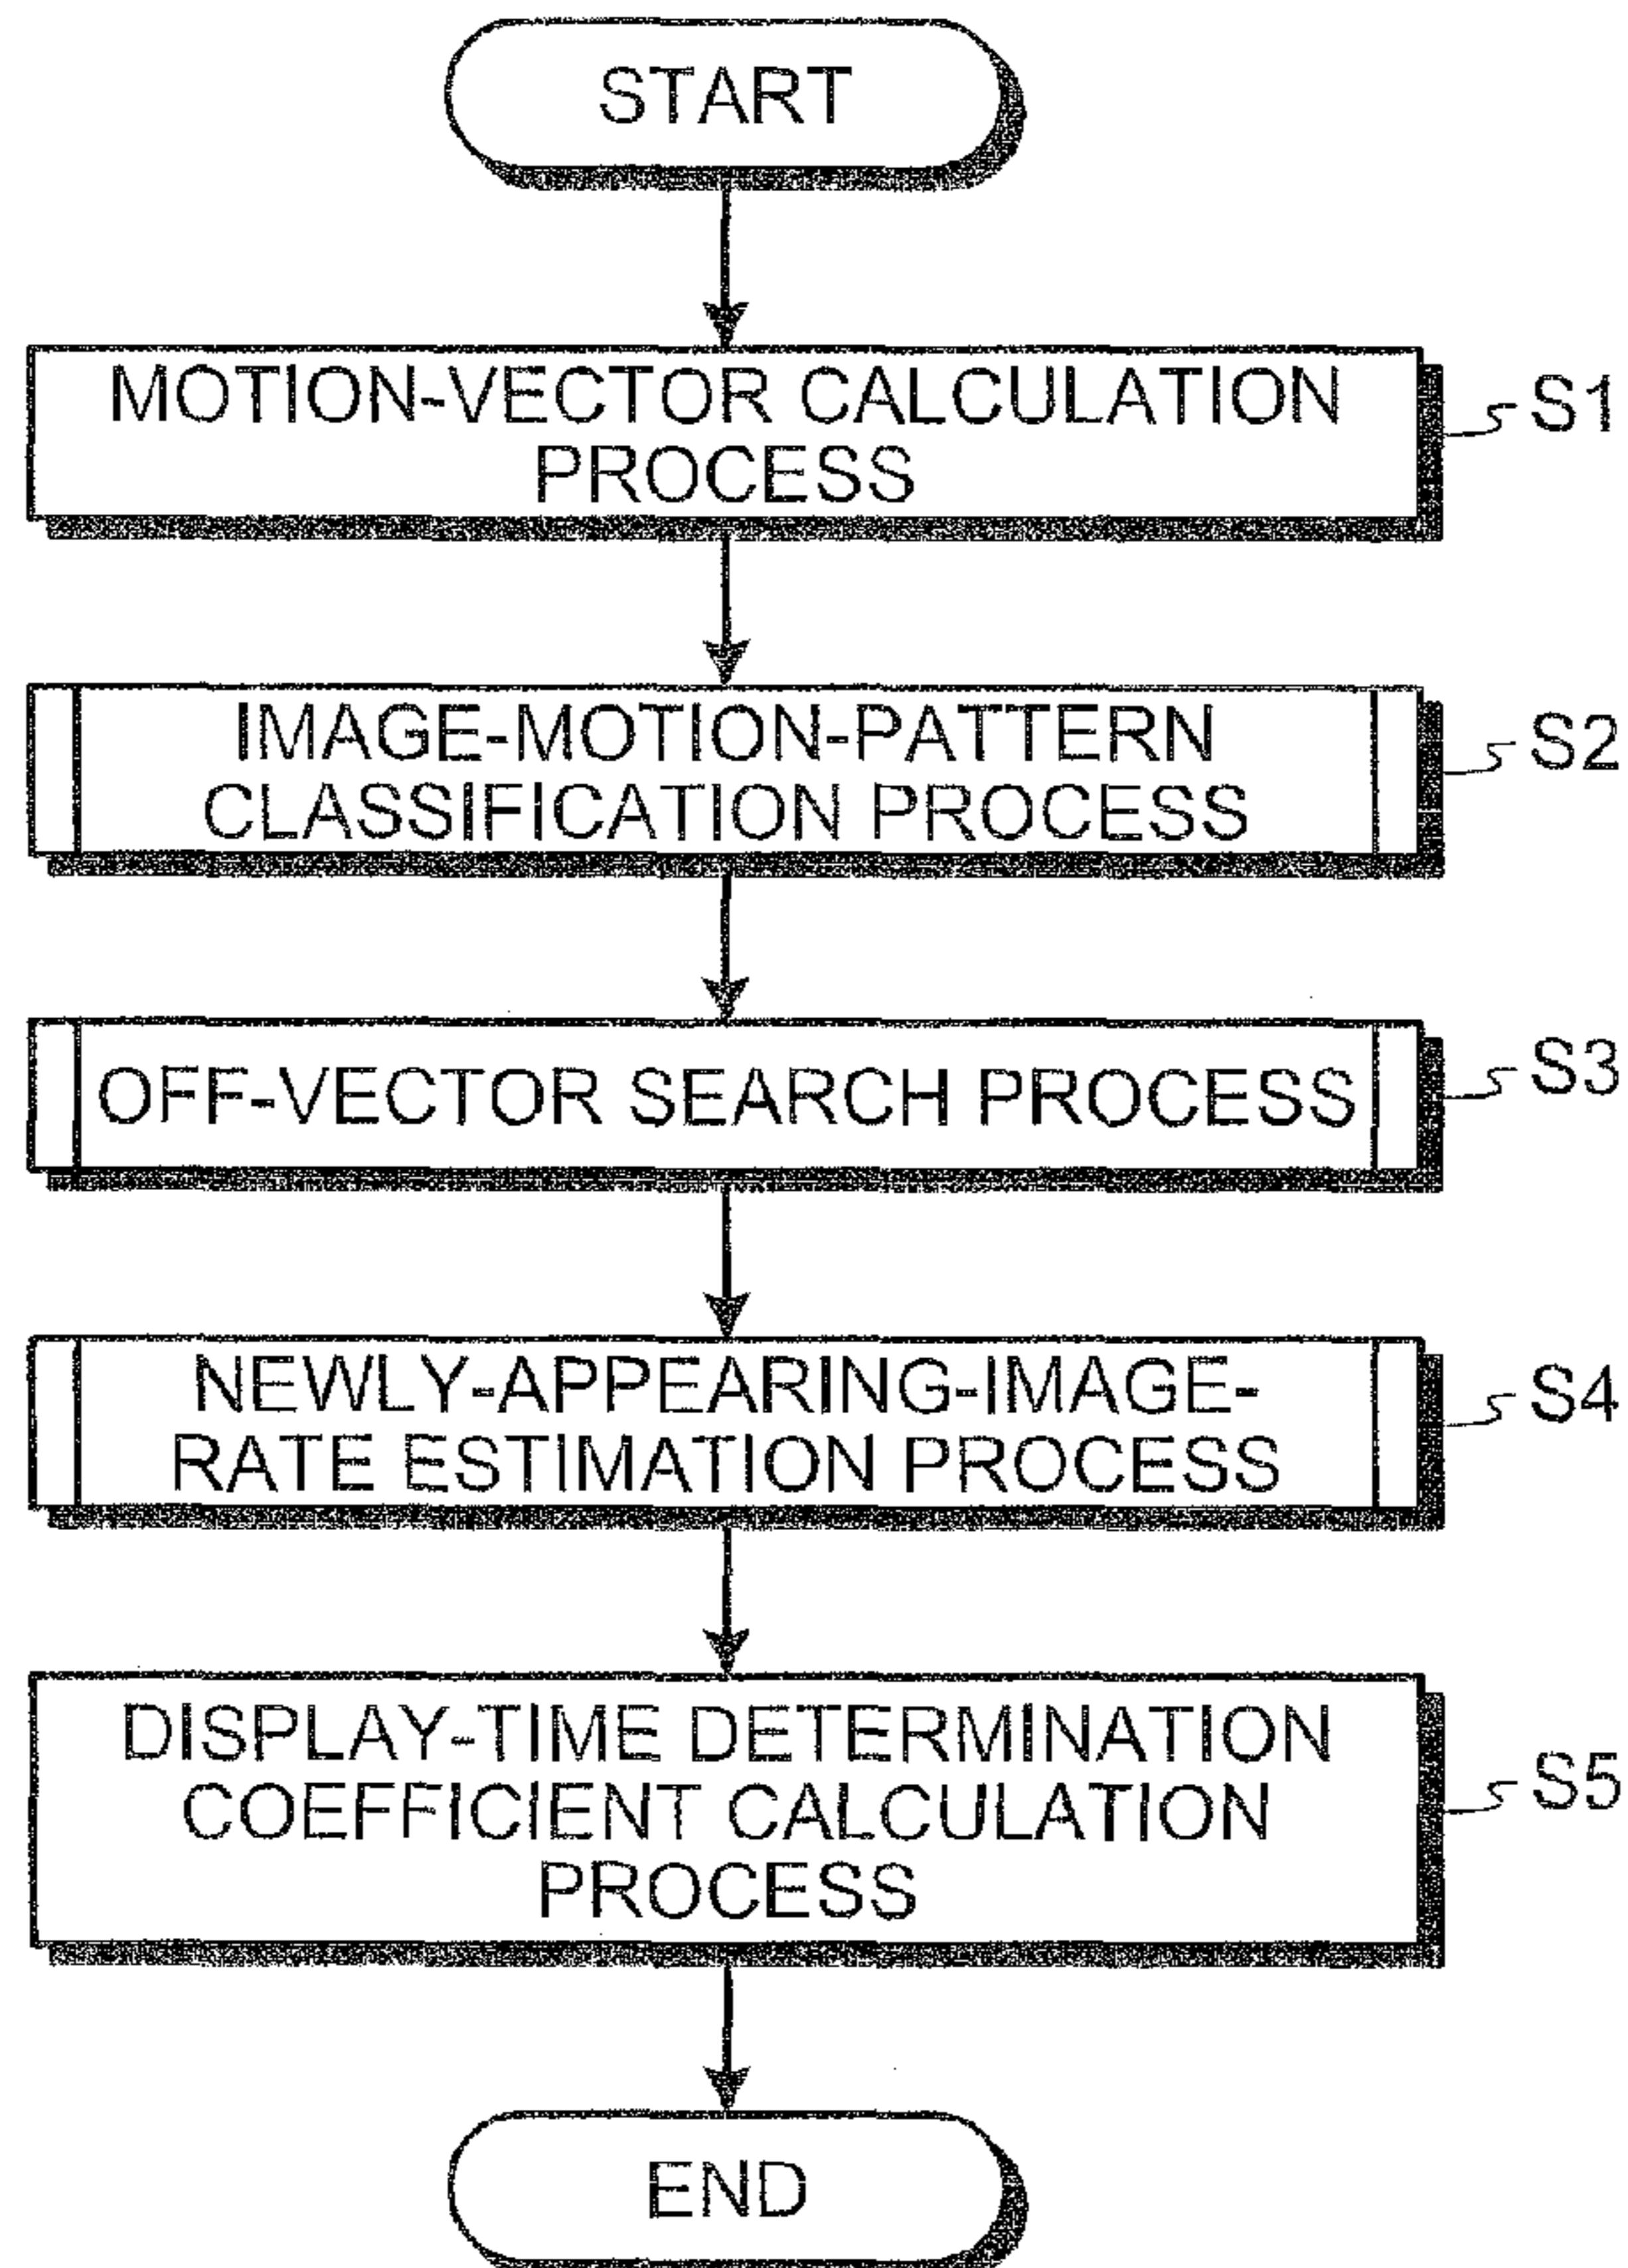 START
MOTION-VECTOR CALCULATION
PROCESS
S1
IMAGE-MOTION-PATTERN
CLASSIFICATION PROCESS
S2
OFF-VECTOR SEARCH PROCESS
S3
NEWLY-APPEARING-IMAGE-
RATE ESTIMATION PROCESS
S4
DISPLAY-TIME DETERMINATION
COEFFICIENT CALCULATION
PROCESS
S5
END